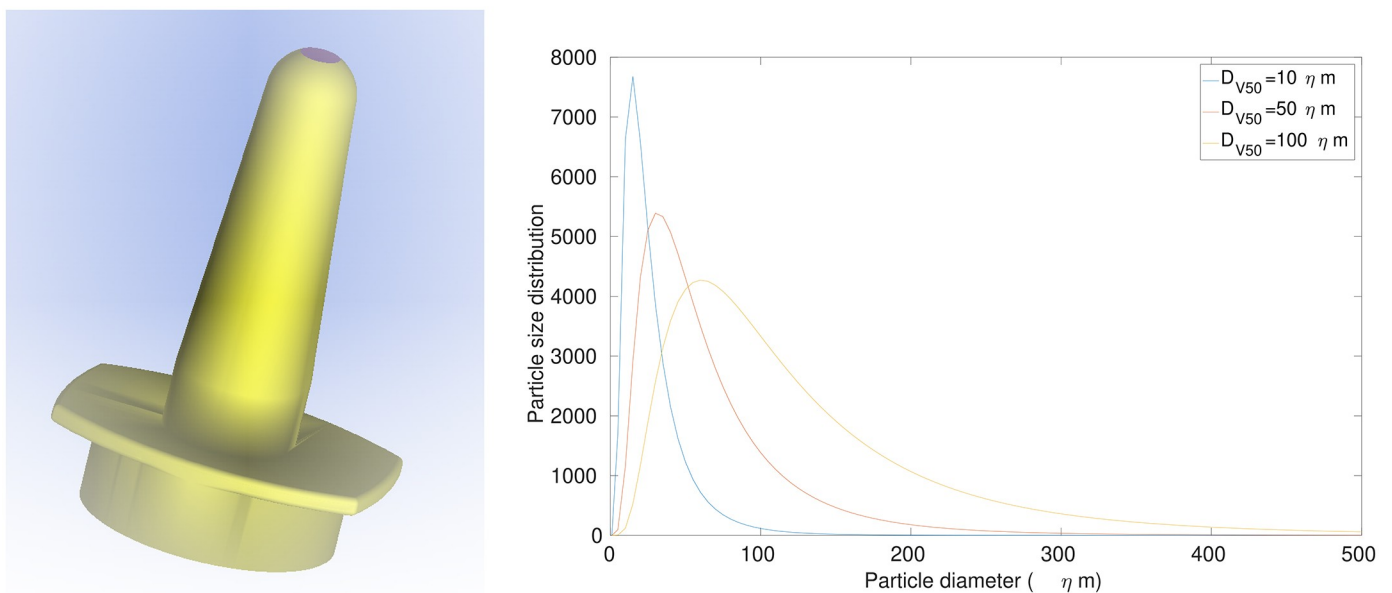 8000
7000
6000
5000
4000
3000
2000
1000
0
Particle size distribution
D_V50=10 η m
D_V50=50 η m
D_V50=100 η m
0 100 200 300 400 500
Particle diameter ( η m)